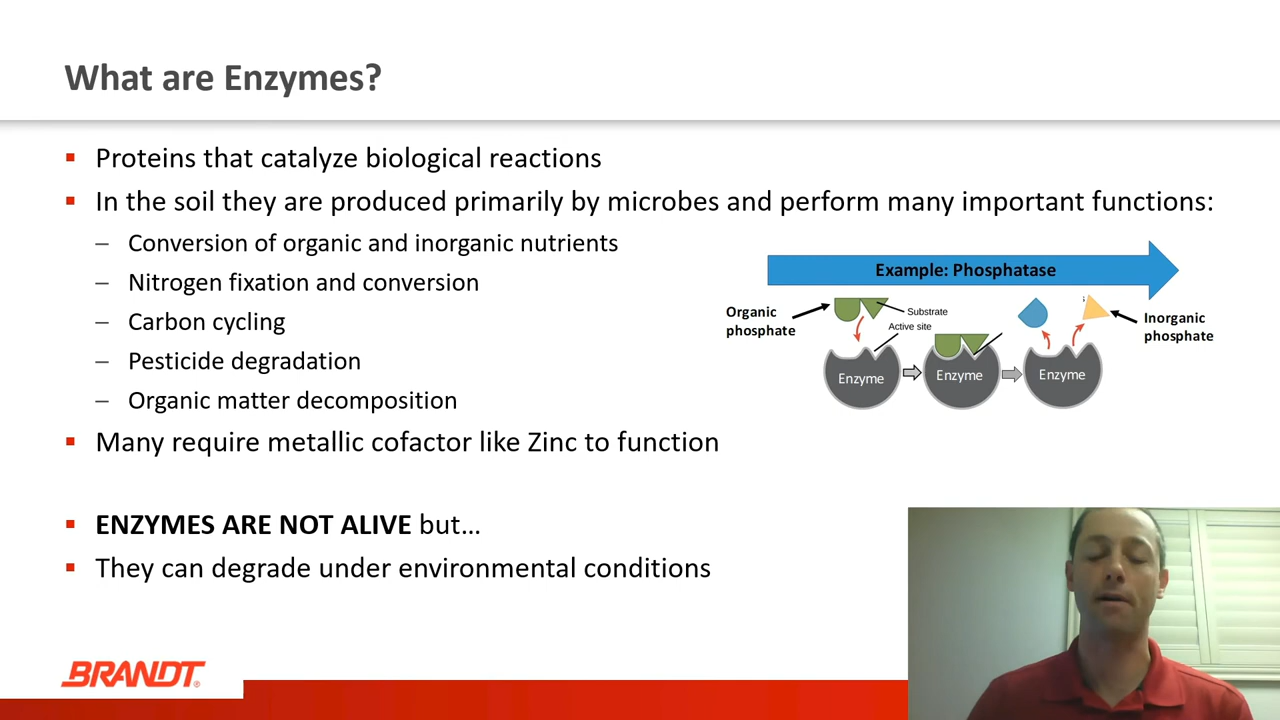 What are Enzymes?
▪ Proteins that catalyze biological reactions
▪ In the soil they are produced primarily by microbes and perform many important functions:
– Conversion of organic and inorganic nutrients
– Nitrogen fixation and conversion
– Carbon cycling
– Pesticide degradation
– Organic matter decomposition
▪ Many require metallic cofactor like Zinc to function
▪ ENZYMES ARE NOT ALIVE but…
▪ They can degrade under environmental conditions
Example: Phosphatase
Organic
phosphate
Substrate
Active site
Inorganic
phosphate
Enzyme
Enzyme
Enzyme
BRANDT®